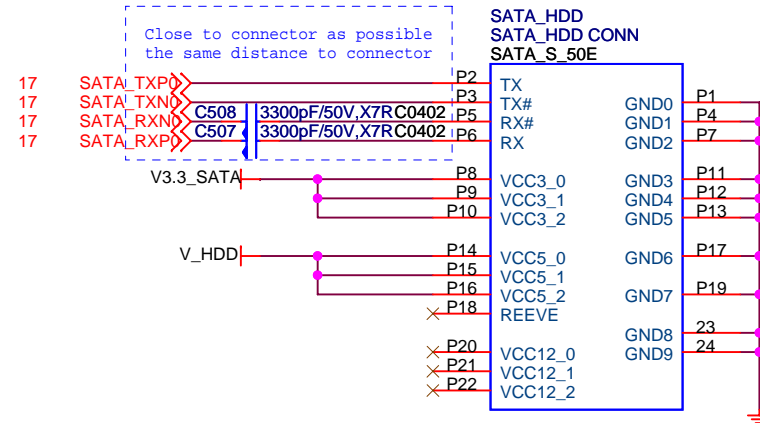 Close to connector as possible
the same distance to connector
SATA_HDD
SATA_HDD CONN
SATA_S_50E
17 SATA_TXP0 P2 TX GND0 P1
17 SATA_TXN0 P3 TX# GND1 P4
17 SATA_RXN0 C508 3300pF/50V,X7R C0402 P5 RX# GND2 P7
17 SATA_RXP0 C507 3300pF/50V,X7R C0402 P6 RX
V3.3_SATA P8 VCC3_0 GND3 P11
P9 VCC3_1 GND4 P12
P10 VCC3_2 GND5 P13
V_HDD P14 VCC5_0 GND6 P17
P15 VCC5_1
P16 VCC5_2 GND7 P19
P18 REEVE
GND8 23
P20 VCC12_0 GND9 24
P21 VCC12_1
P22 VCC12_2